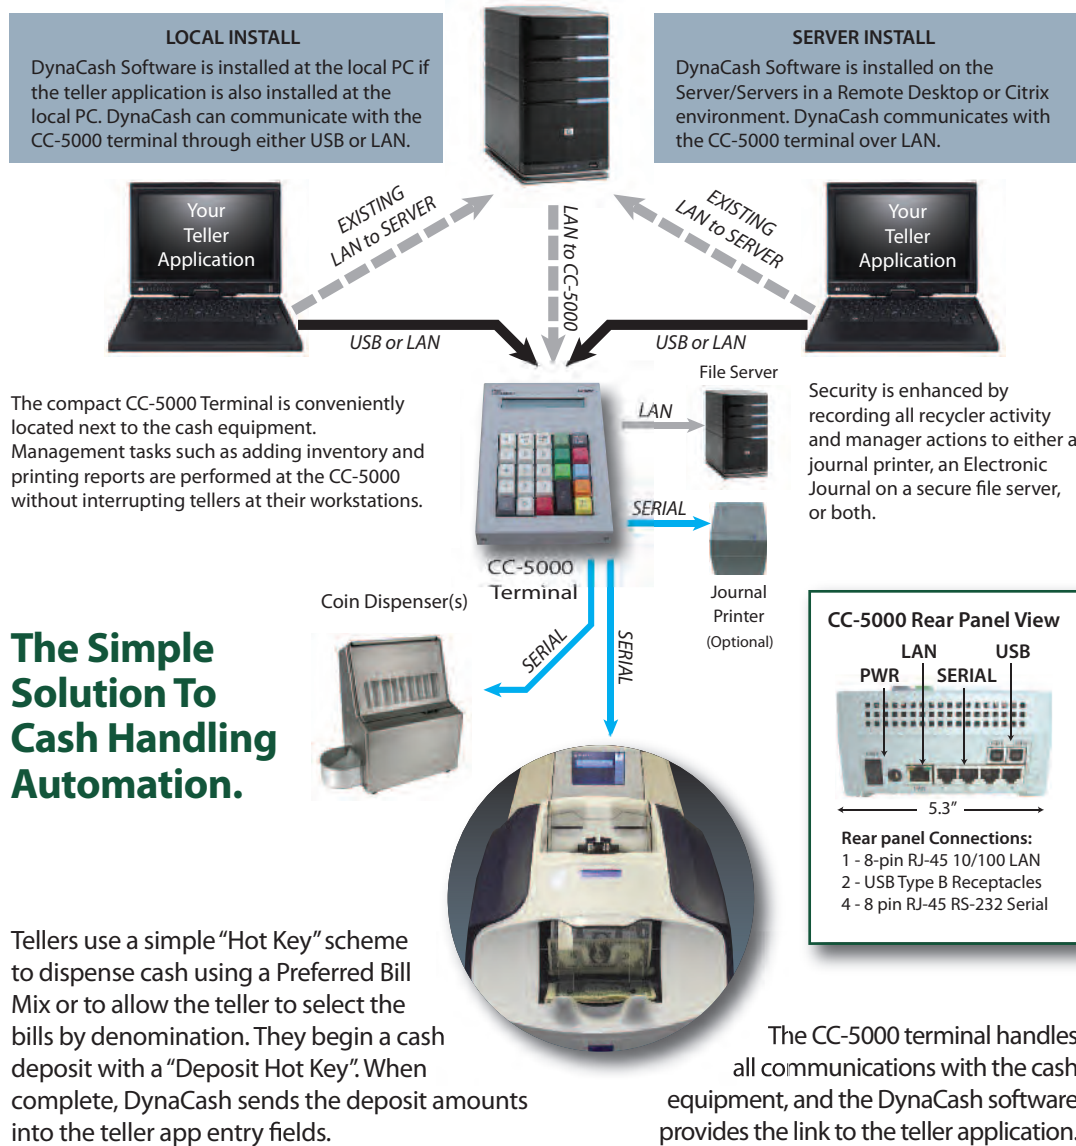 LOCAL INSTALL
DynaCash Software is installed at the local PC if
the teller application is also installed at the
local PC. DynaCash can communicate with the
CC-5000 terminal through either USB or LAN.
SERVER INSTALL
DynaCash Software is installed on the
Server/Servers in a Remote Desktop or Citrix
environment. DynaCash communicates with
the CC-5000 terminal over LAN.
Your
Teller
Application
EXISTING
LAN to SERVER
LAN to CC-5000
EXISTING
LAN to SERVER
Your
Teller
Application
USB or LAN
USB or LAN
The compact CC-5000 Terminal is conveniently
located next to the cash equipment.
Management tasks such as adding inventory and
printing reports are performed at the CC-5000
without interrupting tellers at their workstations.
File Server
LAN
SERIAL
CC-5000
Terminal
Journal
Printer
(Optional)
Security is enhanced by
recording all recycler activity
and manager actions to either a
journal printer, an Electronic
Journal on a secure file server,
or both.
Coin Dispenser(s)
SERIAL
SERIAL
The Simple
Solution To
Cash Handling
Automation.
CC-5000 Rear Panel View
LAN
USB
PWR
SERIAL
5.3"
Rear panel Connections:
1 - 8-pin RJ-45 10/100 LAN
2 - USB Type B Receptacles
4 - 8 pin RJ-45 RS-232 Serial
Tellers use a simple “Hot Key” scheme
to dispense cash using a Preferred Bill
Mix or to allow the teller to select the
bills by denomination. They begin a cash
deposit with a “Deposit Hot Key”. When
complete, DynaCash sends the deposit amounts
into the teller app entry fields.
The CC-5000 terminal handles
all communications with the cash
equipment, and the DynaCash software
provides the link to the teller application.